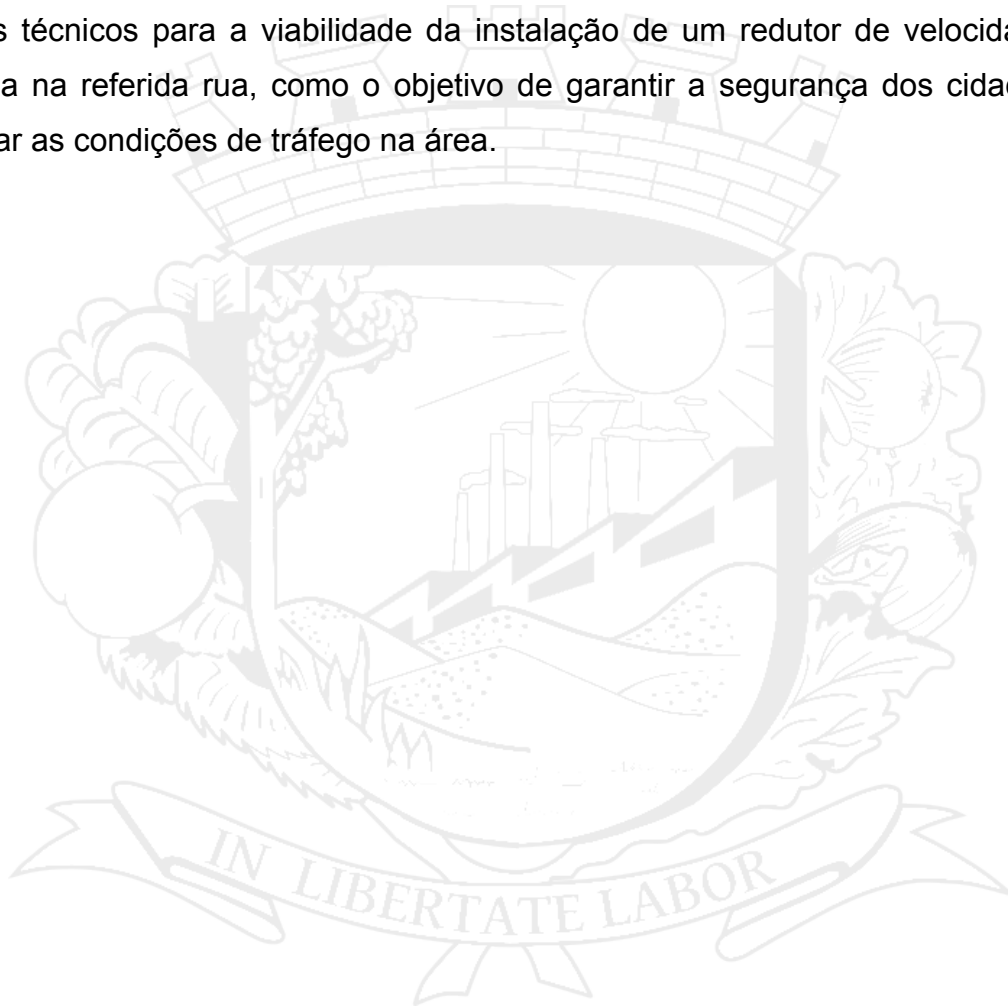 s técnicos para a viabilidade da instalação de um redutor de velocida
a na referida rua, como o objetivo de garantir a segurança dos cida
ar as condições de tráfego na área.
IN LIBERTATE LABOR